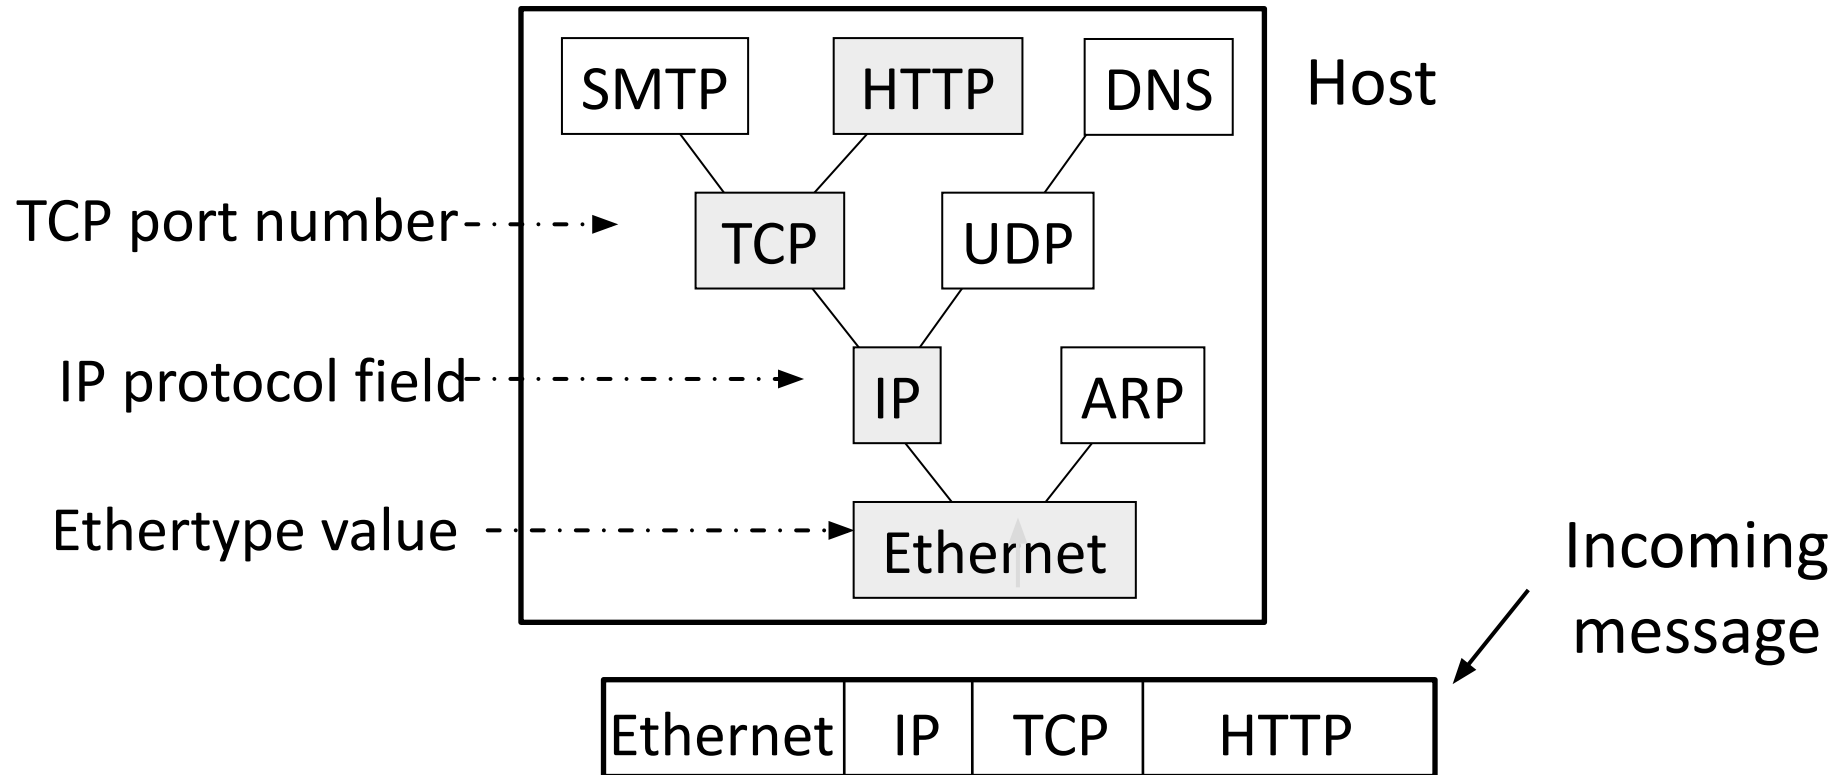 SMTP
HTTP
DNS
Host
TCP port number
TCP
UDP
IP protocol field
IP
ARP
Ethertype value
Ethernet
Incoming
message
Ethernet IP TCP HTTP